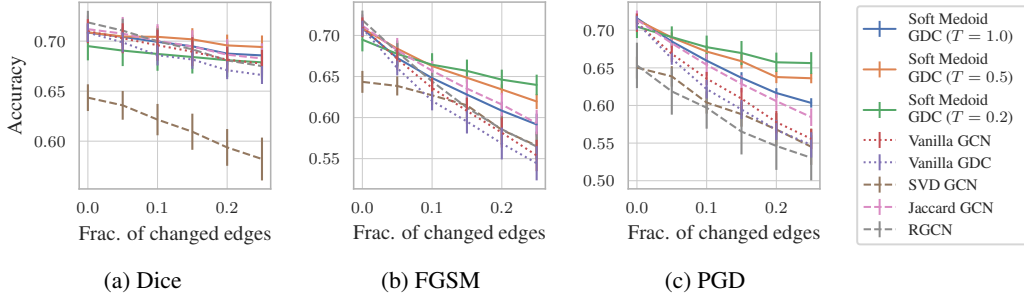 Accuracy
0.70
0.65
0.60
0.0
0.1
0.2
Frac. of changed edges
(a) Dice
0.70
0.65
0.60
0.55
0.0
0.1
0.2
Frac. of changed edges
(b) FGSM
0.70
0.65
0.60
0.55
0.50
0.0
0.1
0.2
Frac. of changed edges
(c) PGD
Soft Medoid
GDC (T = 1.0)
Soft Medoid
GDC (T = 0.5)
Soft Medoid
GDC (T = 0.2)
Vanilla GCN
Vanilla GDC
SVD GCN
Jaccard GCN
RGCN